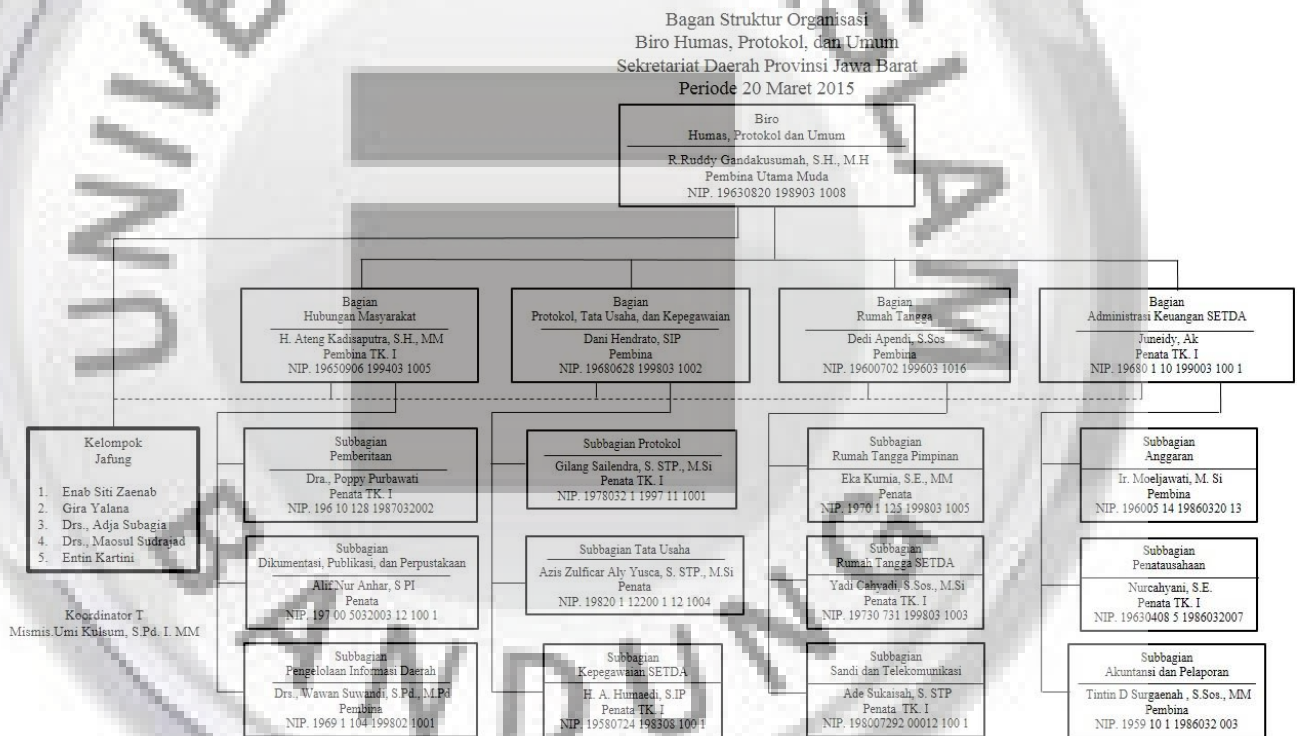 Bagan Struktur Organisasi
Biro Humas, Protokol, dan Umum
Sekretariat Daerah Provinsi Jawa Barat
Periode 20 Maret 2015
Biro
Humas, Protokol dan Umum
R.Ruddy Gandakusumah, S.H., M.H
Pembina Utama Muda
NIP. 19630820 198903 1008
Bagian
Hubungan Masyarakat
H. Ateng Kadisaputra, S.H., MM
Pembina TK. I
NIP. 19650906 199403 1005
Bagian
Protokol, Tata Usaha, dan Kepegawaian
Dani Hendrato, SIP
Pembina
NIP. 19680628 199803 1002
Bagian
Rumah Tangga
Dedi Apendi, S.Sos
Pembina
NIP. 19600702 199603 1016
Bagian
Administrasi Keuangan SETDA
Juneidy, Ak
Penata TK. I
NIP. 19680 1 10 199003 100 1
Kelompok
Jafung
1. Enab Siti Zaenab
2. Gira Yalana
3. Drs., Adja Subagia
4. Drs., Maosul Sudrajad
5. Entin Kartini
Koordinator T
Mismis.Umi Kulsum, S.Pd. I. MM
Subbagian
Pemberitaan
Dra., Poppy Purbawati
Penata TK. I
NIP. 196 10 128 1987032002
Subbagian Protokol
Gilang Sailendra, S. STP., M.Si
Penata TK. I
NIP. 1978032 1 1997 11 1001
Subbagian
Rumah Tangga Pimpinan
Eka Kurnia, S.E., MM
Penata
NIP. 1970 1 125 199803 1005
Subbagian
Anggaran
Ir. Moeljawati, M. Si
Pembina
NIP. 196005 14 19860320 13
Subbagian
Dikumentasi, Publikasi, dan Perpustakaan
Alif Nur Anhar, S PI
Penata
NIP. 197 00 5032003 12 100 1
Subbagian Tata Usaha
Azis Zulficar Aly Yusca, S. STP., M.Si
Penata
NIP. 19820 1 12200 1 12 1004
Subbagian
Rumah Tangga SETDA
Yadi Cahyadi, S.Sos., M.Si
Penata TK. I
NIP. 19730 731 199803 1003
Subbagian
Penatausahaan
Nurcahyani, S.E.
Penata TK. I
NIP. 19630408 5 1986032007
Subbagian
Pengelolaan Informasi Daerah
Drs., Wawan Suwandi, S.Pd., M.Pd
Pembina
NIP. 1969 1 104 199802 1001
Subbagian
Kepegawaian SETDA
H. A. Humaedi, S.IP
Penata TK. I
NIP. 19580724 198308 100 1
Subbagian
Sandi dan Telekomunikasi
Ade Sukaisah, S. STP
Penata TK. I
NIP. 198007292 00012 100 1
Subbagian
Akuntansi dan Pelaporan
Tintin D Surgaenah , S.Sos., MM
Pembina
NIP. 1959 10 1 1986032 003